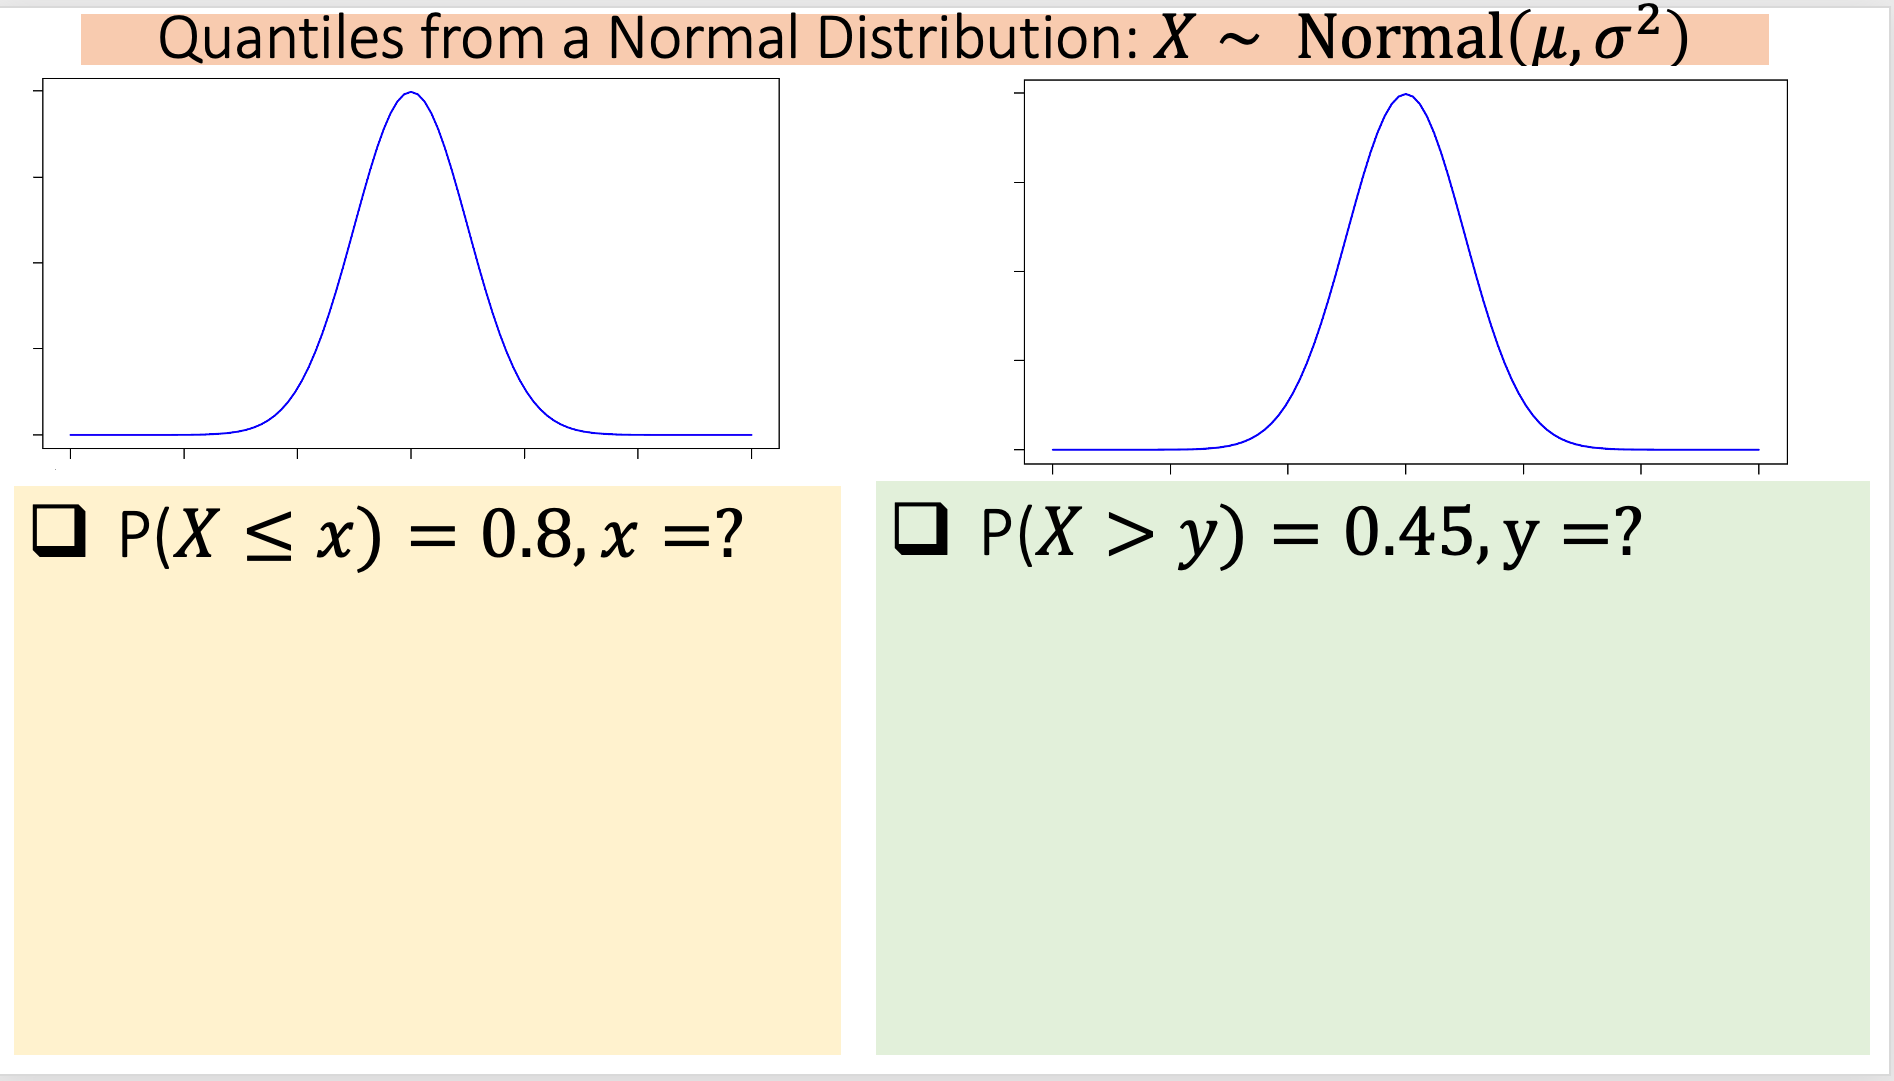 Quantiles from a Normal Distribution: X ~ Normal(μ, σ²)
❑ P(X ≤ x) = 0.8, x =?
❑ P(X > y) = 0.45, y =?